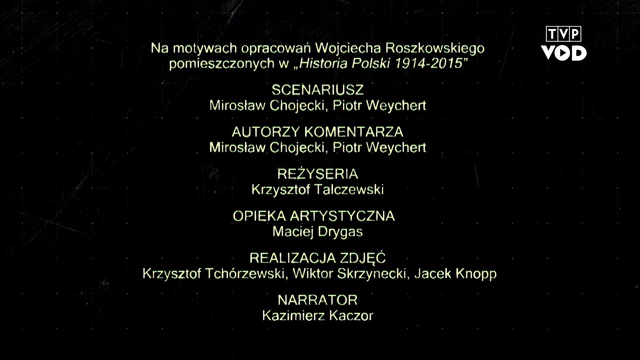 TVP
VOD
Na motywach opracowań Wojciecha Roszkowskiego
pomieszczonych w „Historia Polski 1914-2015”
SCENARIUSZ
Mirosław Chojecki, Piotr Weychert
AUTORZY KOMENTARZA
Mirosław Chojecki, Piotr Weychert
REŻYSERIA
Krzysztof Talczewski
OPIEKA ARTYSTYCZNA
Maciej Drygas
REALIZACJA ZDJĘĆ
Krzysztof Tchórzewski, Wiktor Skrzynecki, Jacek Knopp
NARRATOR
Kazimierz Kaczor